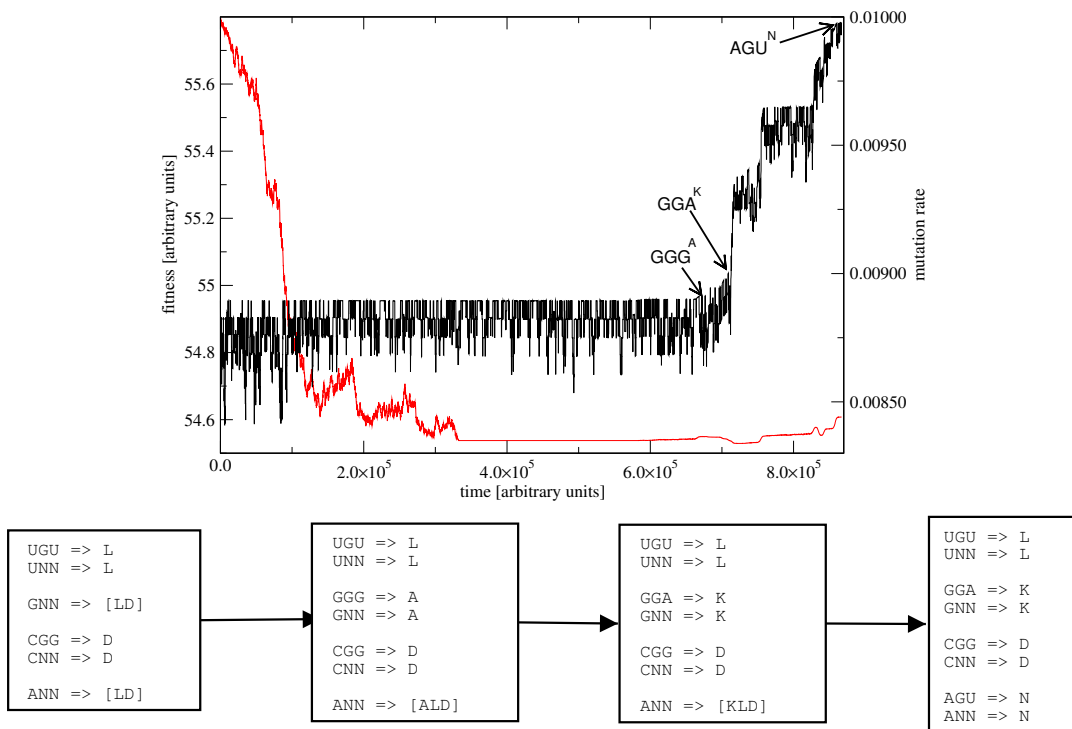 AGU^N
GGA^K
GGG^A
fitness [arbitrary units]
55.6
55.4
55.2
55
54.8
54.6
0.01000
0.00950
0.00900
0.00850
mutation rate
0.0
2.0×10^5
4.0×10^5
6.0×10^5
8.0×10^5
time [arbitrary units]
UGU => L
UNN => L
GNN => [LD]
CGG => D
CNN => D
ANN => [LD]
UGU => L
UNN => L
GGG => A
GNN => A
CGG => D
CNN => D
ANN => [ALD]
UGU => L
UNN => L
GGA => K
GNN => K
CGG => D
CNN => D
ANN => [KLD]
UGU => L
UNN => L
GGA => K
GNN => K
CGG => D
CNN => D
AGU => N
ANN => N